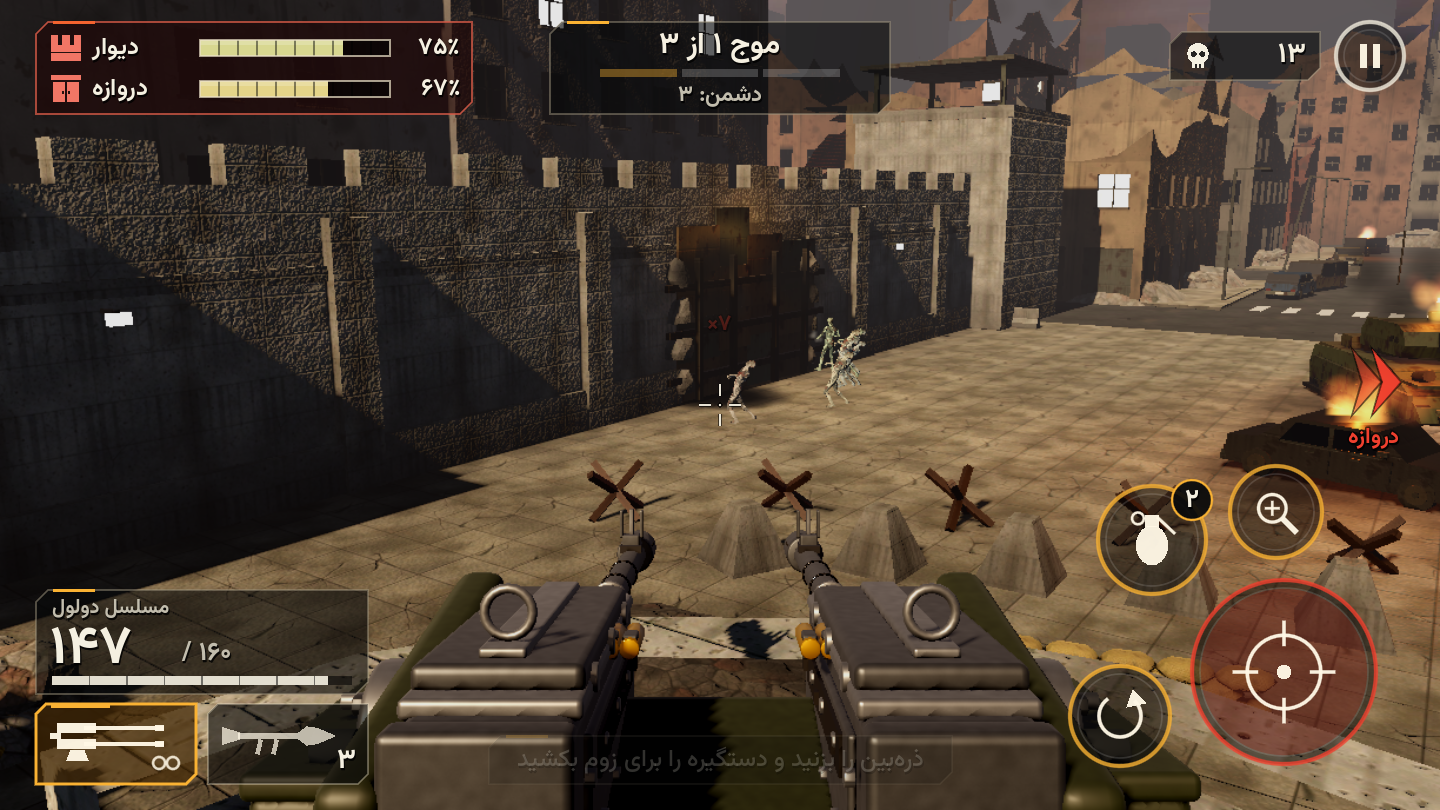 دیوار ۷۵٪
دروازه ۶۷٪
موج ۱ از ۳
دشمن: ۳
۱۳
×۷
دروازه
۲
مسلسل دولول
۱۴۷ / ۱۶۰
∞
۳
ذره‌بین را بزنید و دستگیره را برای زوم بکشید